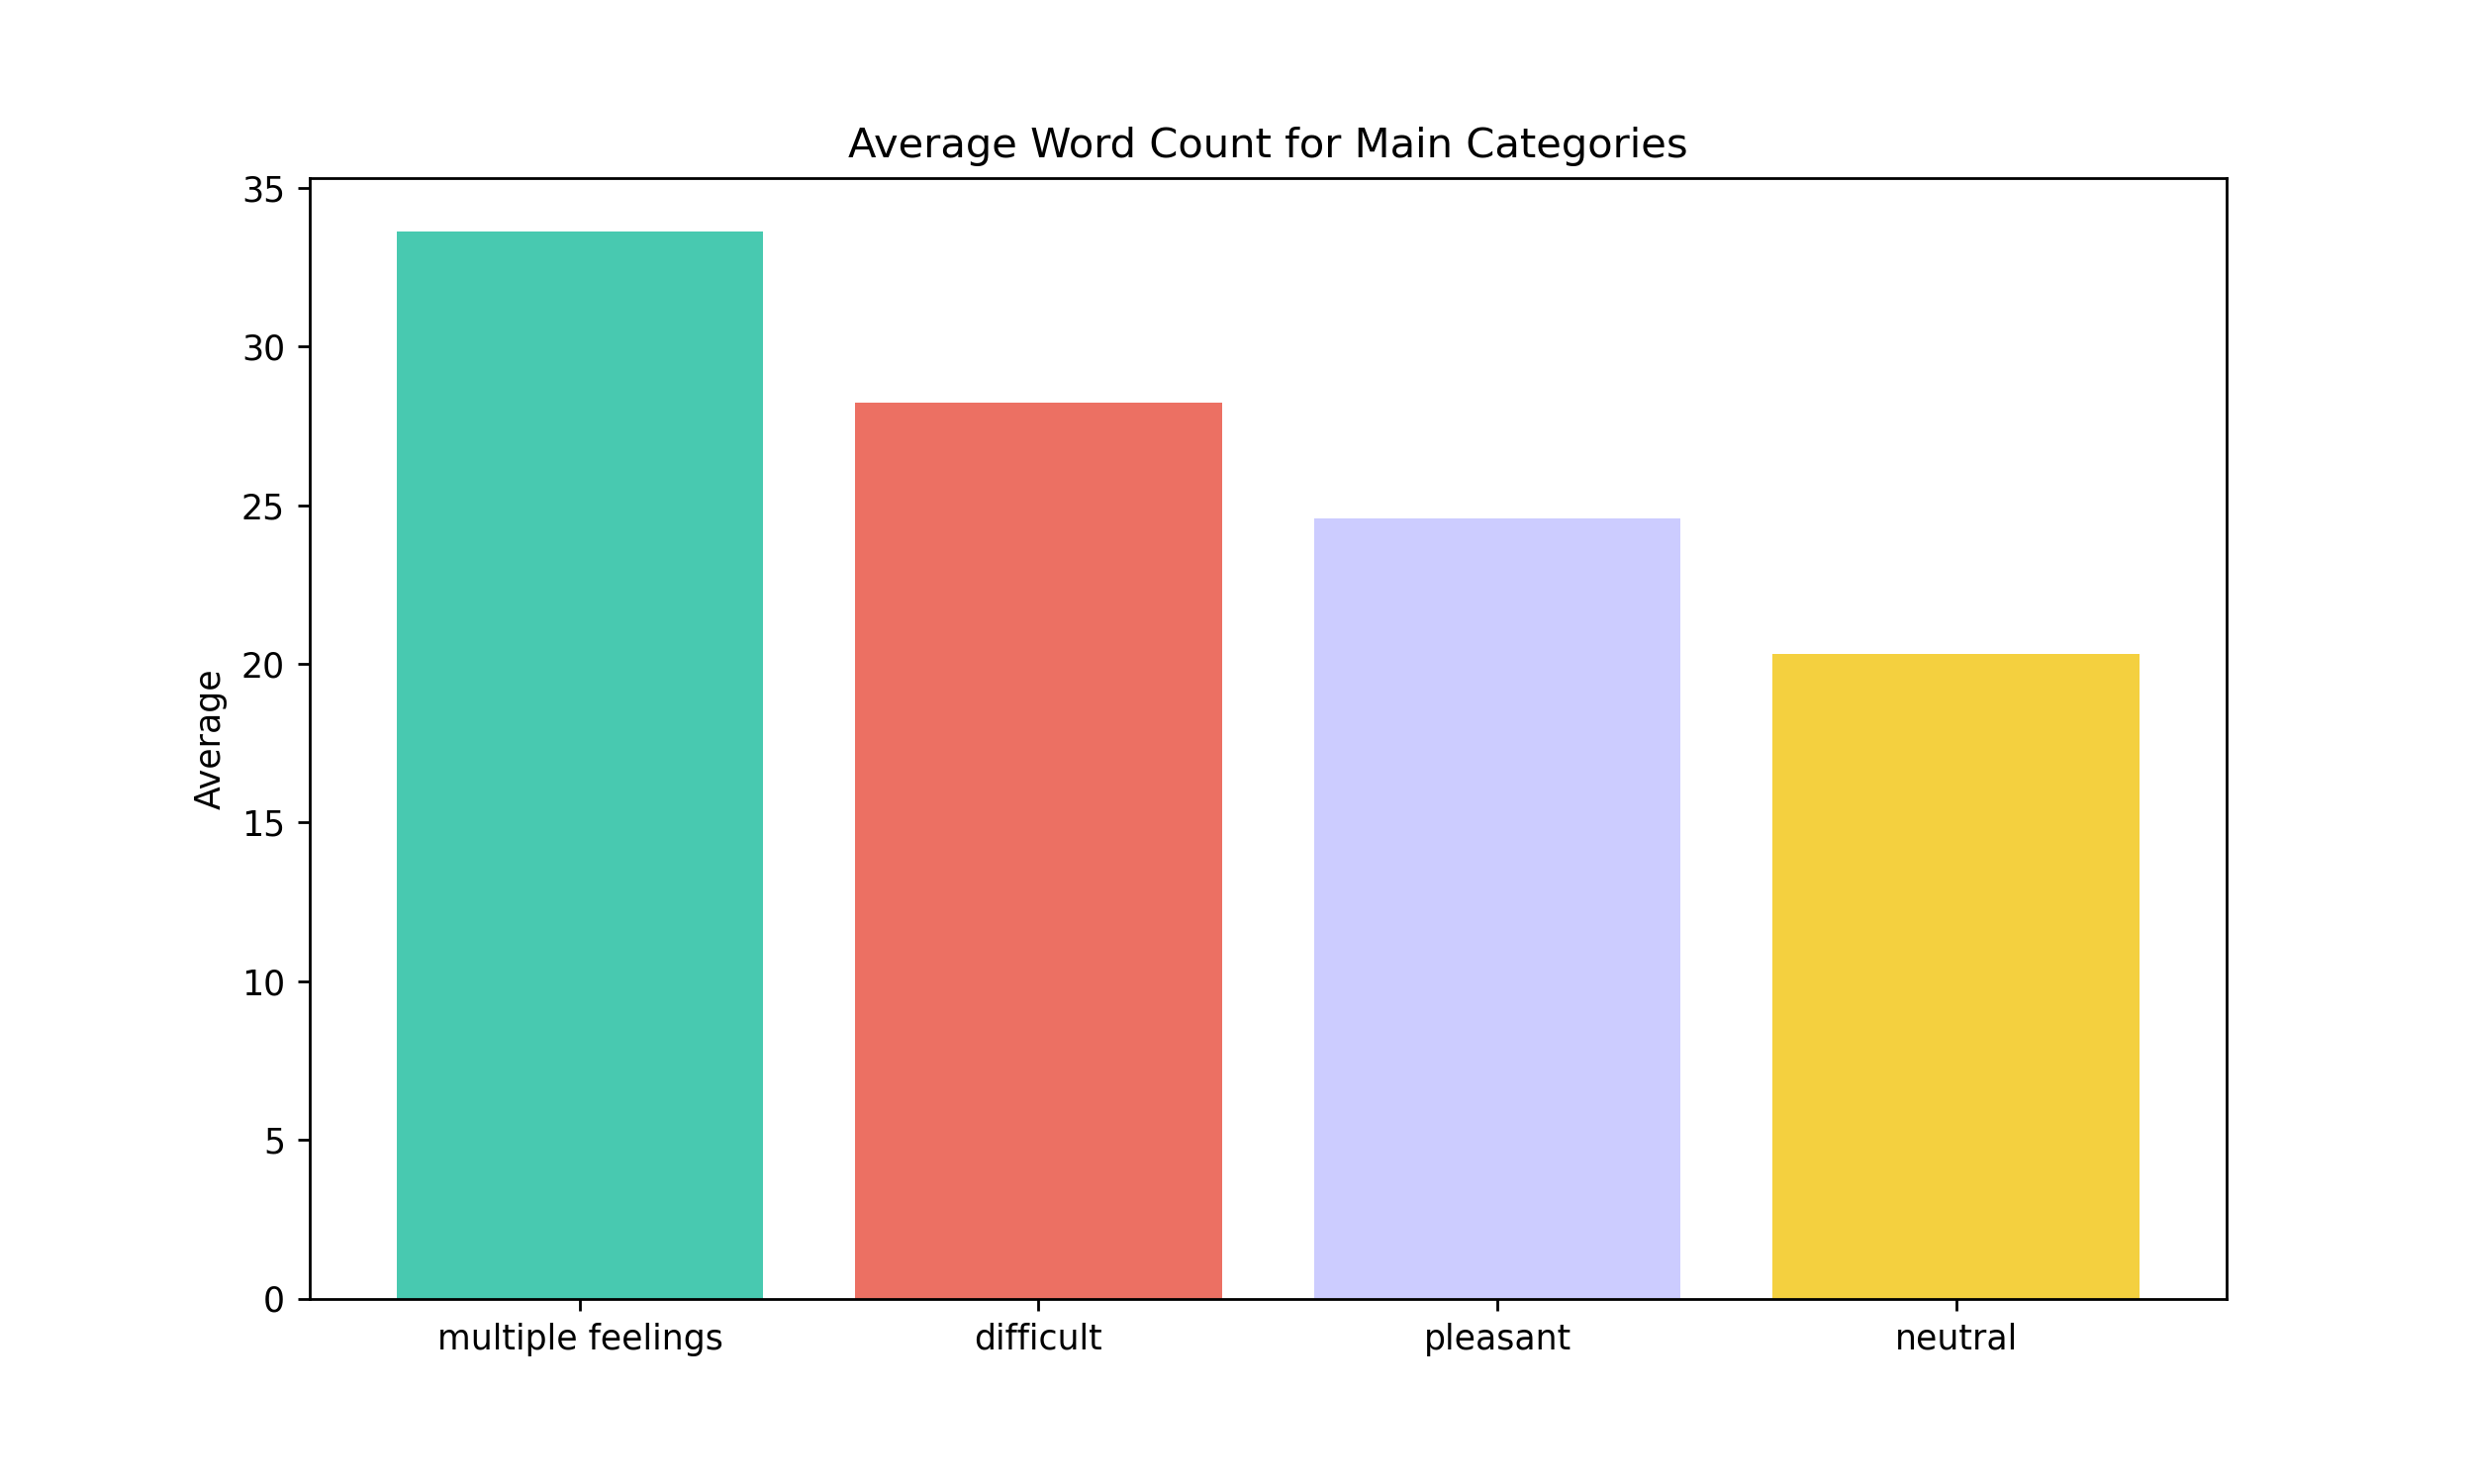 Average Word Count for Main Categories
Average
35
30
25
20
15
10
5
0
multiple feelings
difficult
pleasant
neutral